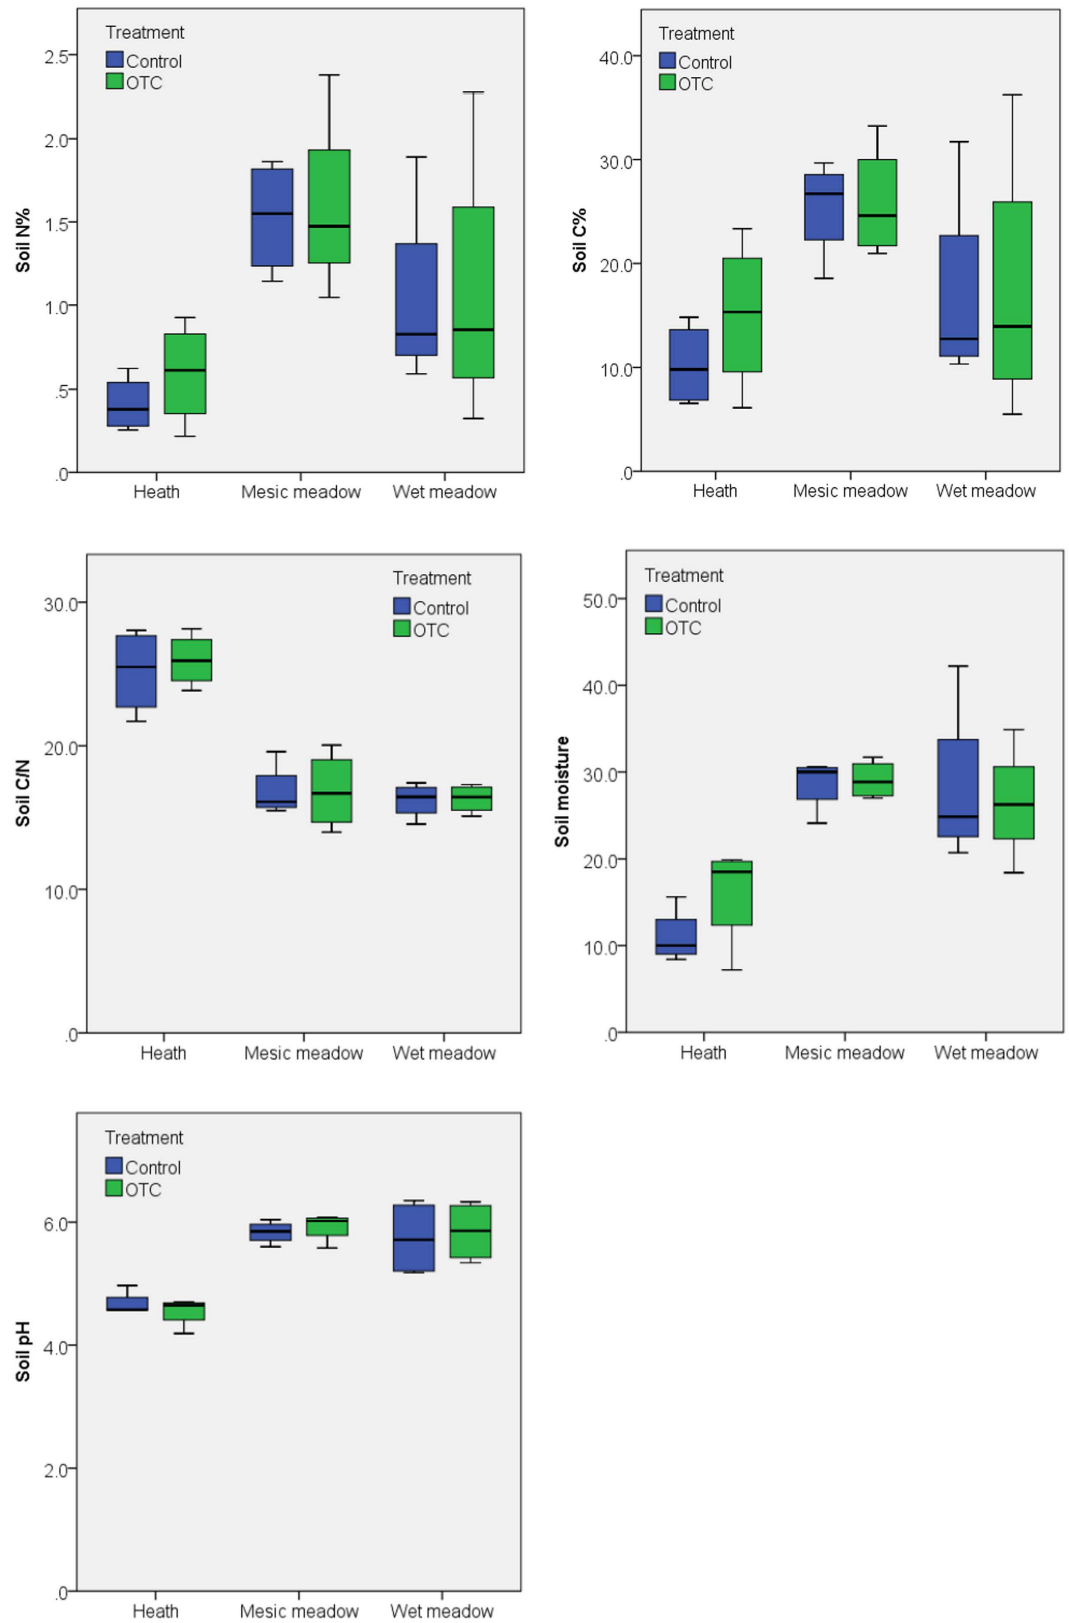 Treatment
Control
OTC
2.5
2.0
1.5
1.0
.5
.0
Soil N%
Heath Mesic meadow Wet meadow
Treatment
Control
OTC
40.0
30.0
20.0
10.0
.0
Soil C%
Heath Mesic meadow Wet meadow
Treatment
Control
OTC
30.0
20.0
10.0
.0
Soil C/N
Heath Mesic meadow Wet meadow
Treatment
Control
OTC
50.0
40.0
30.0
20.0
10.0
.0
Soil moisture
Heath Mesic meadow Wet meadow
Treatment
Control
OTC
6.0
4.0
2.0
.0
Soil pH
Heath Mesic meadow Wet meadow